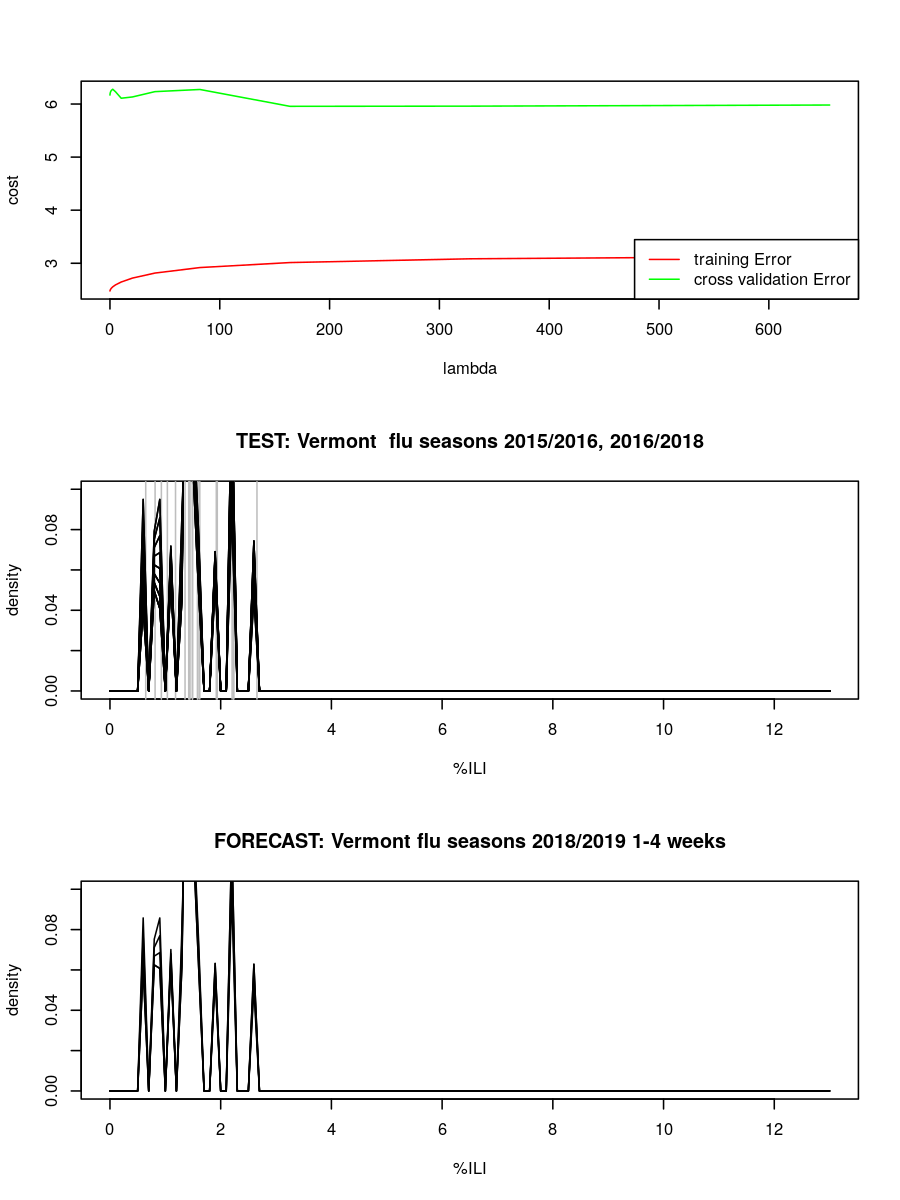 cost
6
5
4
3
training Error
cross validation Error
0 100 200 300 400 500 600
lambda
TEST: Vermont  flu seasons 2015/2016, 2016/2018
density
0.08
0.04
0.00
0 2 4 6 8 10 12
%ILI
FORECAST: Vermont flu seasons 2018/2019 1-4 weeks
density
0.08
0.04
0.00
0 2 4 6 8 10 12
%ILI